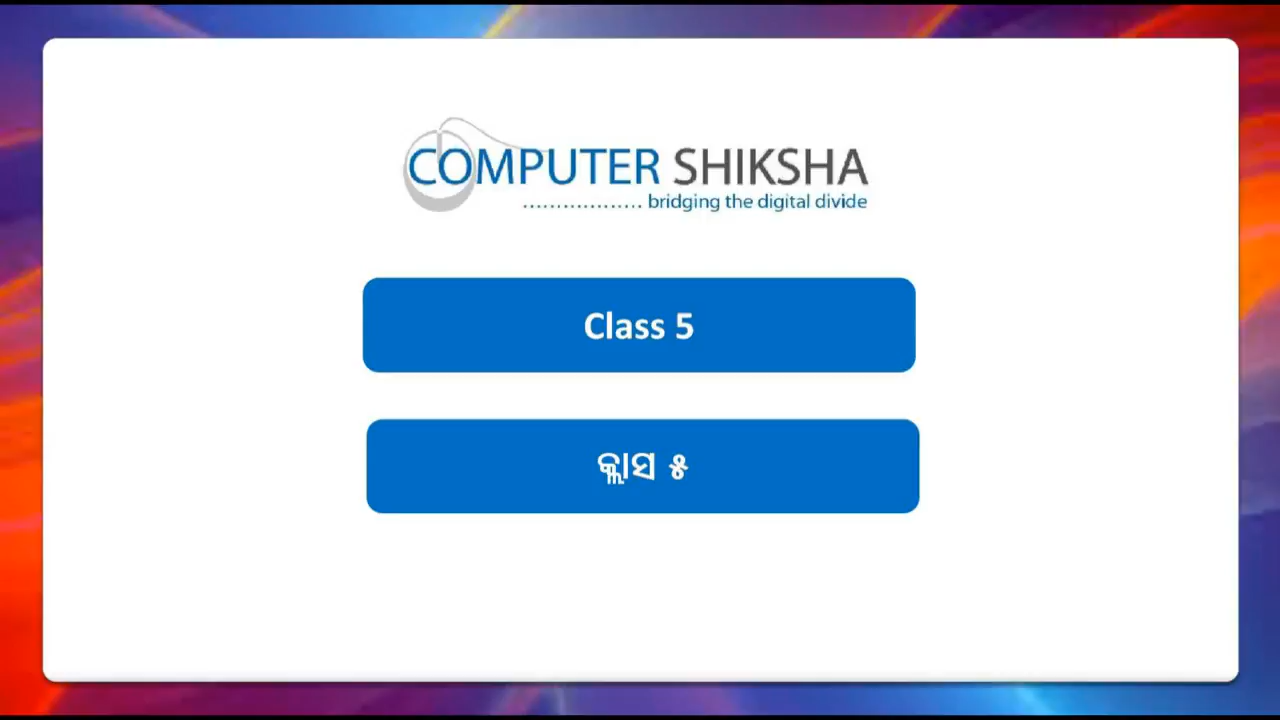 COMPUTER SHIKSHA
.................. bridging the digital divide
Class 5
କ୍ଲାସ ୫